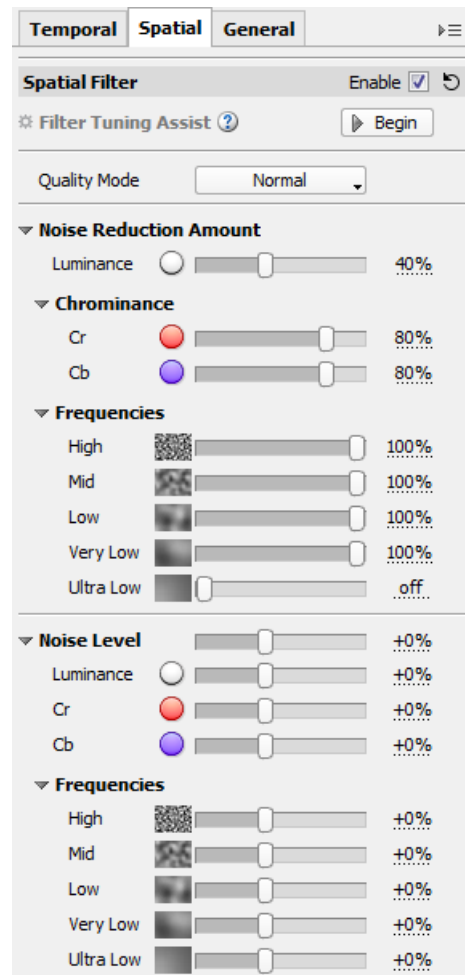 Temporal Spatial General
Spatial Filter Enable
Filter Tuning Assist ? Begin
Quality Mode Normal
Noise Reduction Amount
Luminance 40%
Chrominance
Cr 80%
Cb 80%
Frequencies
High 100%
Mid 100%
Low 100%
Very Low 100%
Ultra Low off
Noise Level +0%
Luminance +0%
Cr +0%
Cb +0%
Frequencies
High +0%
Mid +0%
Low +0%
Very Low +0%
Ultra Low +0%